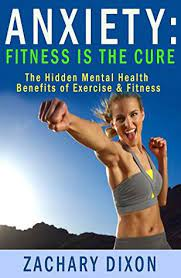 ANXIETY:
FITNESS IS THE CURE
The Hidden Mental Health
Benefits of Exercise & Fitness
ZACHARY DIXON